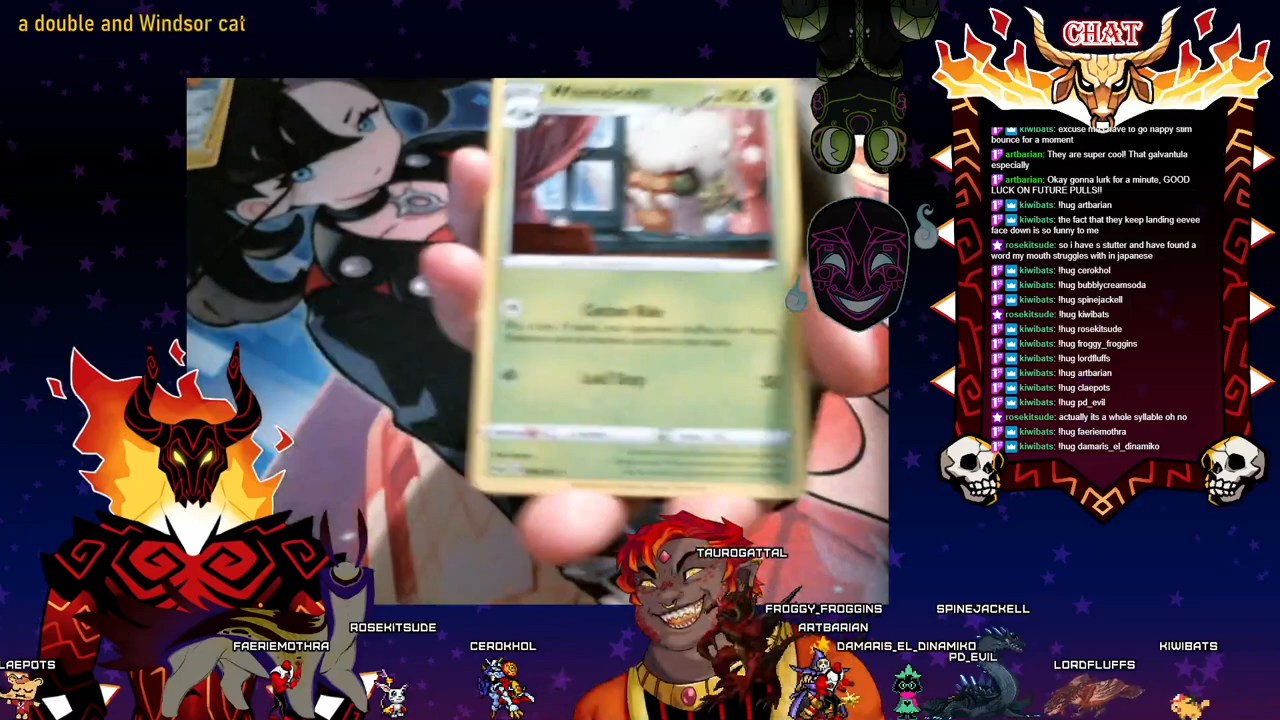 a double and Windsor cat
CHAT
kiwibats: excuse me i have to go happy stim
bounce for a moment
artbarian: They are super cool! That galvantula
especially
artbarian: Okay gonna lurk for a minute, GOOD
LUCK ON FUTURE PULLS!!
kiwibats: !hug artbarian
kiwibats: the fact that they keep landing eevee
face down is so funny to me
rosekitsude: so i have s stutter and have found a
word my mouth struggles with in japanese
kiwibats: !hug cerokhol
kiwibats: !hug bubblycreamsoda
kiwibats: !hug spinejackell
rosekitsude: !hug kiwibats
kiwibats: !hug rosekitsude
kiwibats: !hug froggy_froggins
kiwibats: !hug lordfluffs
kiwibats: !hug artbarian
kiwibats: !hug claepots
kiwibats: !hug pd_evil
rosekitsude: actually its a whole syllable oh no
kiwibats: !hug faeriemothra
kiwibats: !hug damaris_el_dinamiko
TAUROGATTAL
FROGGY_FROGGINS
SPINEJACKELL
ROSEKITSUDE
ARTBARIAN
FAERIEMOTHRA
CEROKHOL
DAMARIS_EL_DINAMIKO
KIWIBATS
PD_EVIL
LAEPOTS
LORDFLUFFS